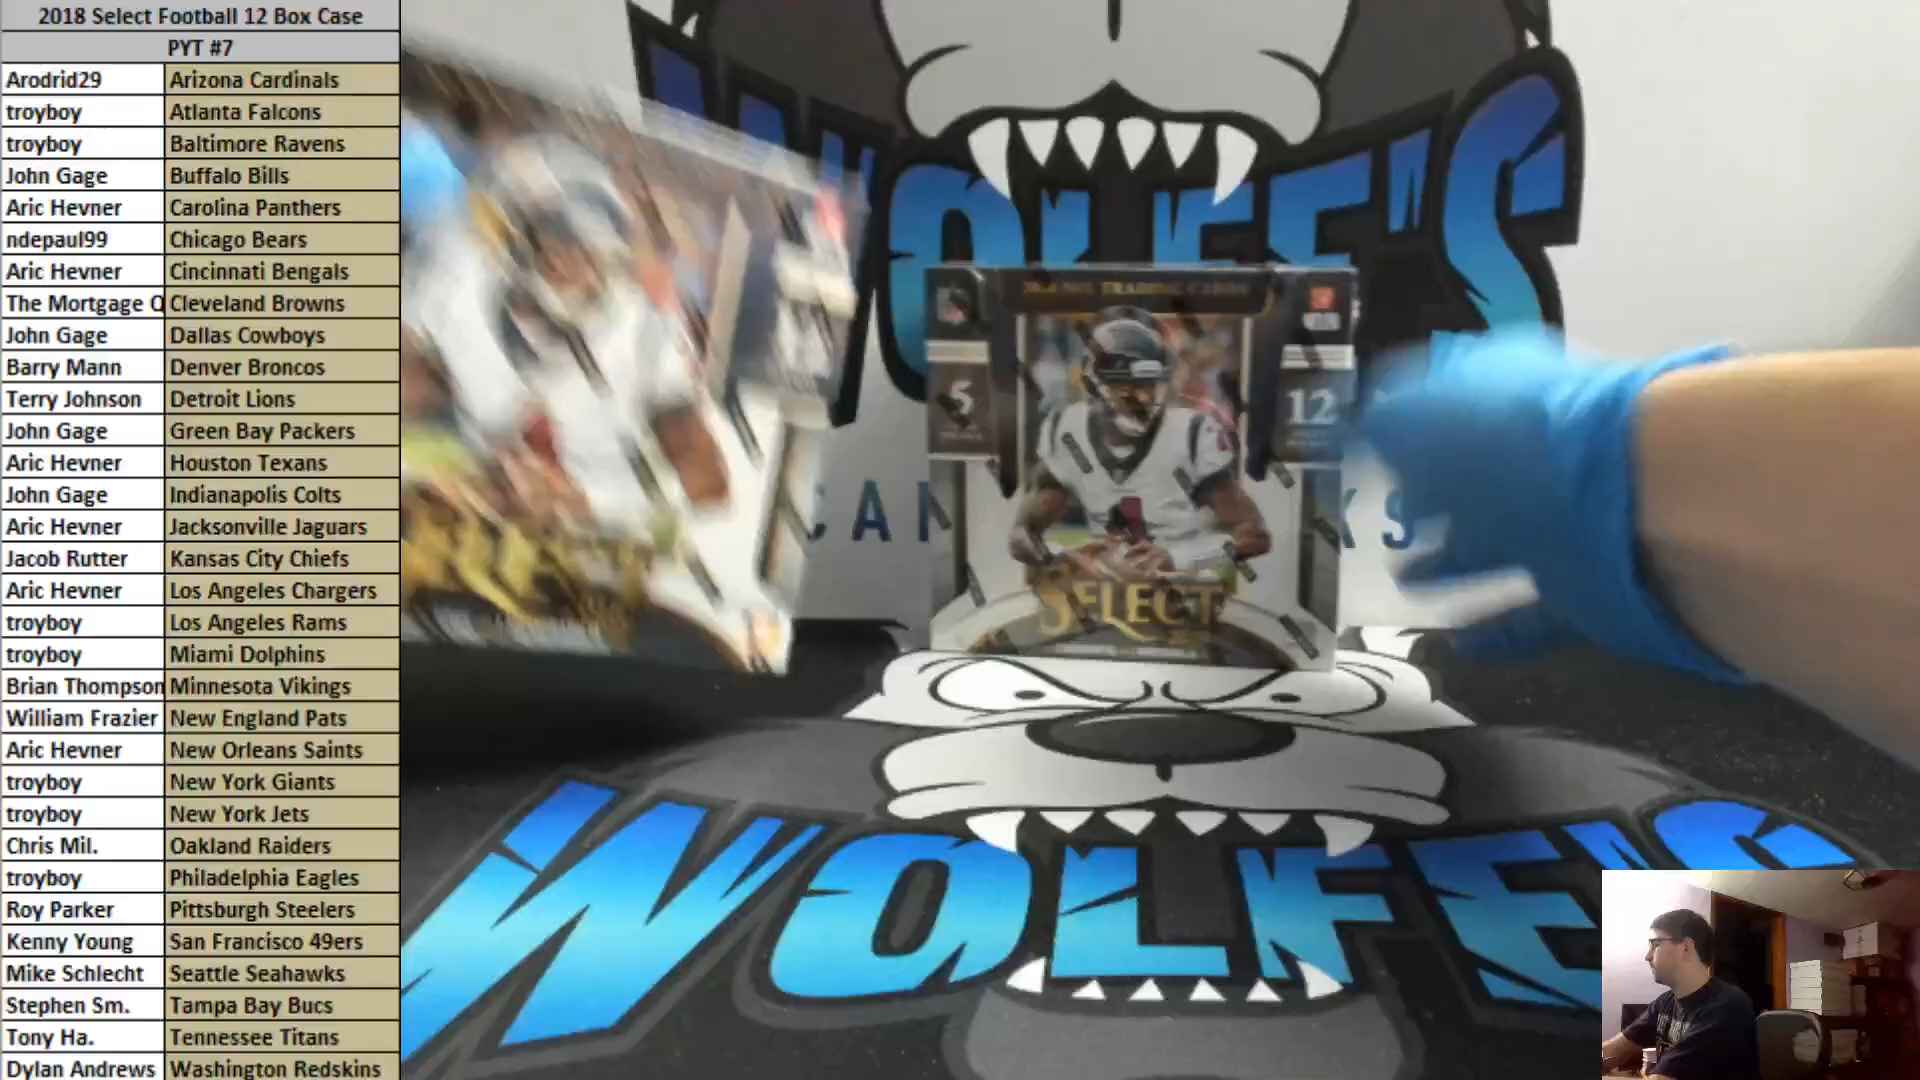 2018 Select Football 12 Box Case
PYT #7
Arodrid29 Arizona Cardinals
troyboy Atlanta Falcons
troyboy Baltimore Ravens
John Gage Buffalo Bills
Aric Hevner Carolina Panthers
ndepaul99 Chicago Bears
Aric Hevner Cincinnati Bengals
The Mortgage Cleveland Browns
John Gage Dallas Cowboys
Barry Mann Denver Broncos
Terry Johnson Detroit Lions
John Gage Green Bay Packers
Aric Hevner Houston Texans
John Gage Indianapolis Colts
Aric Hevner Jacksonville Jaguars
Jacob Rutter Kansas City Chiefs
Aric Hevner Los Angeles Chargers
troyboy Los Angeles Rams
troyboy Miami Dolphins
Brian Thompson Minnesota Vikings
William Frazier New England Pats
Aric Hevner New Orleans Saints
troyboy New York Giants
troyboy New York Jets
Chris Mil. Oakland Raiders
troyboy Philadelphia Eagles
Roy Parker Pittsburgh Steelers
Kenny Young San Francisco 49ers
Mike Schlecht Seattle Seahawks
Stephen Sm. Tampa Bay Bucs
Tony Ha. Tennessee Titans
Dylan Andrews Washington Redskins
WOLFE'S
TRADING CARDS
5
12
SELECT
WOLFE'S